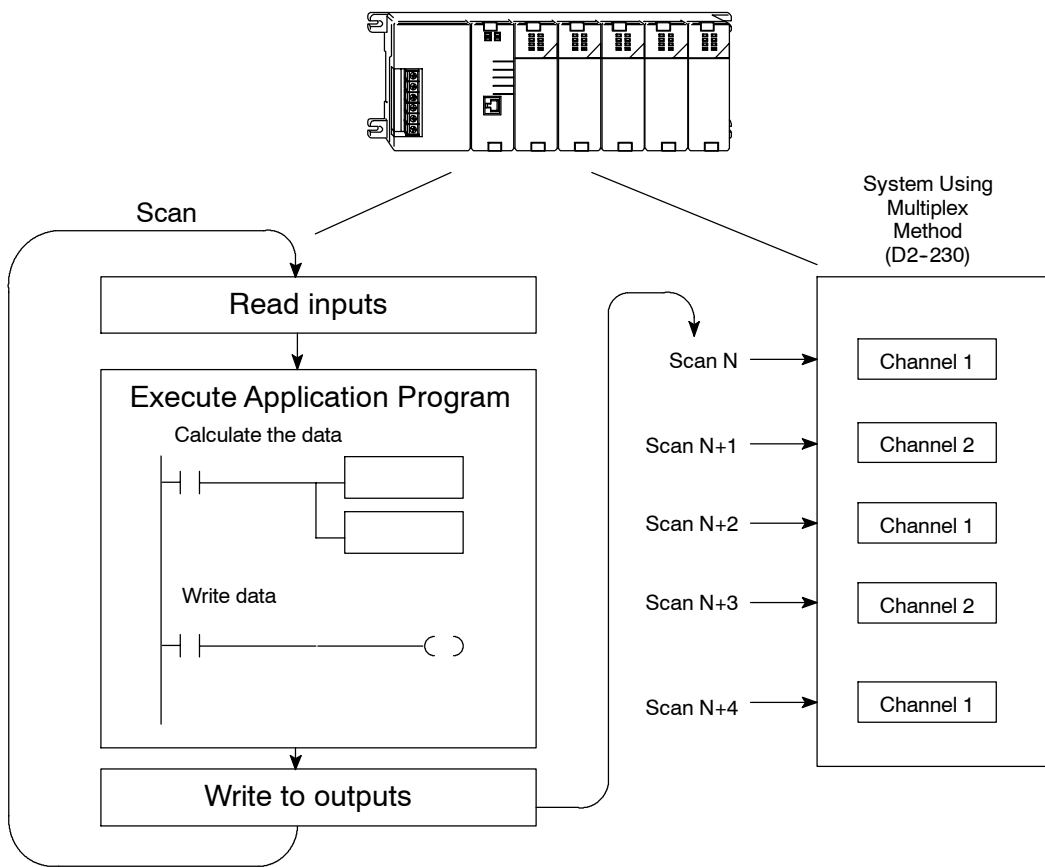 System Using
Multiplex
Method
(D2-230)
Scan
Read inputs
Execute Application Program
Calculate the data
Write data
Write to outputs
Scan N
Channel 1
Scan N+1
Channel 2
Scan N+2
Channel 1
Scan N+3
Channel 2
Scan N+4
Channel 1